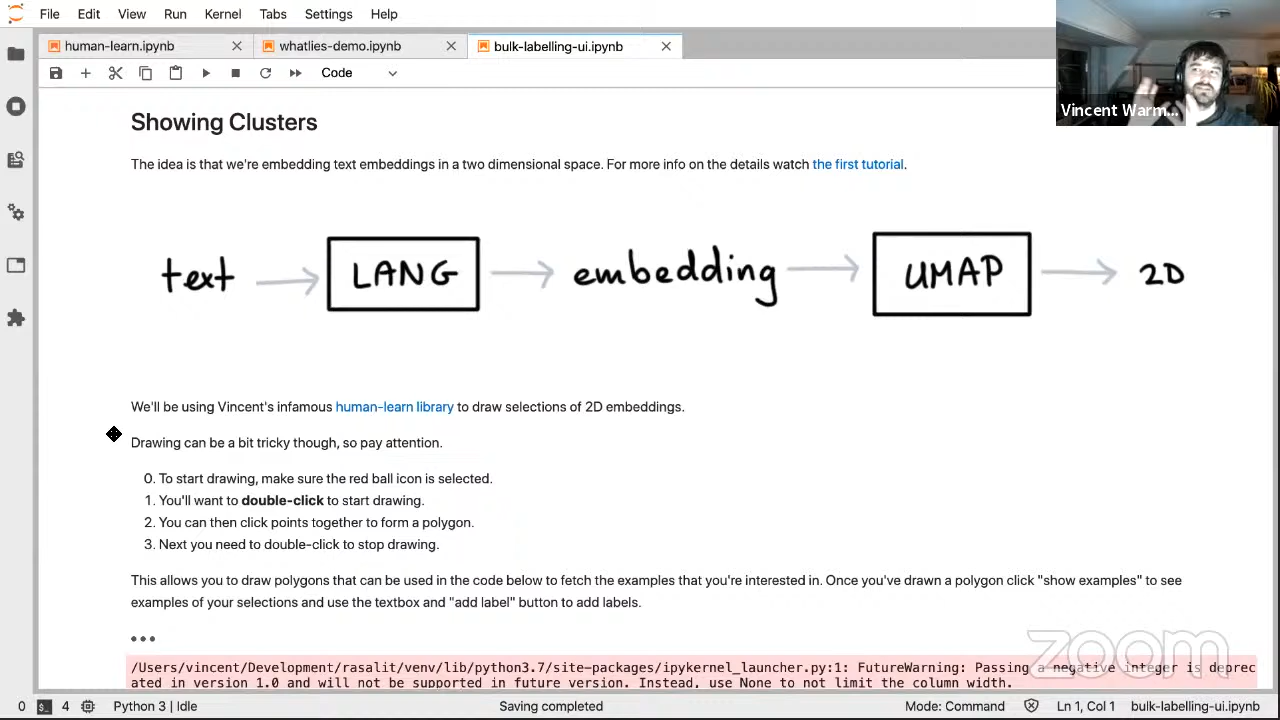 File Edit View Run Kernel Tabs Settings Help
human-learn.ipynb whatlies-demo.ipynb bulk-labelling-ui.ipynb
Code
Vincent Warm...
Showing Clusters
The idea is that we're embedding text embeddings in a two dimensional space. For more info on the details watch the first tutorial.
text LANG embedding UMAP 2D
We'll be using Vincent's infamous human-learn library to draw selections of 2D embeddings.
Drawing can be a bit tricky though, so pay attention.
0. To start drawing, make sure the red ball icon is selected.
1. You'll want to double-click to start drawing.
2. You can then click points together to form a polygon.
3. Next you need to double-click to stop drawing.
This allows you to draw polygons that can be used in the code below to fetch the examples that you're interested in. Once you've drawn a polygon click "show examples" to see
examples of your selections and use the textbox and "add label" button to add labels.
zoom
/Users/vincent/Development/rasalit/venv/lib/python3.7/site-packages/ipykernel_launcher.py:1: FutureWarning: Passing a negative integer is deprec
ated in version 1.0 and will not be supported in future version. Instead, use None to not limit the column width.
0 4 Python 3 | Idle Saving completed Mode: Command Ln 1, Col 1 bulk-labelling-ui.ipynb